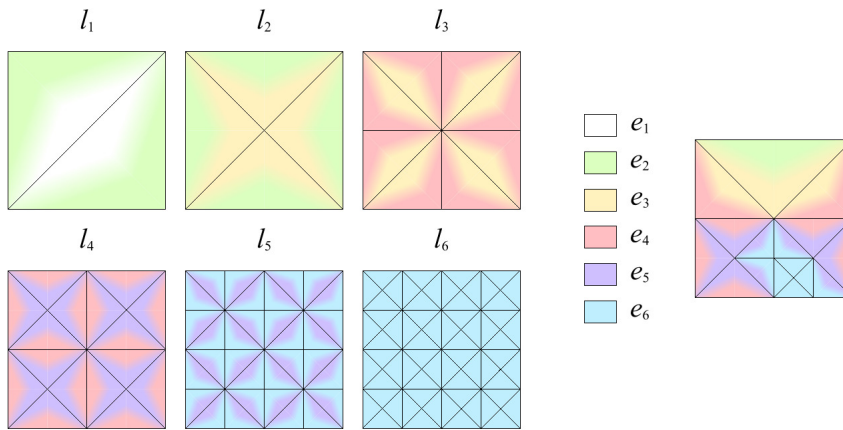 l₁ l₂ l₃
e₁
e₂
e₃
e₄
e₅
e₆
l₄ l₅ l₆